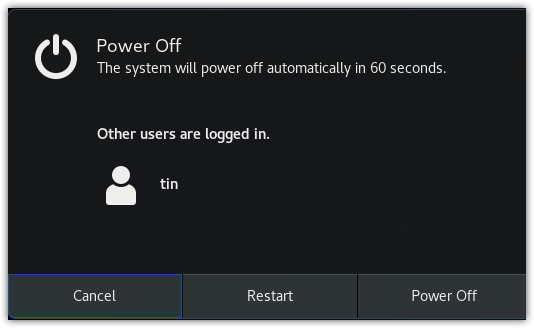 Power Off
The system will power off automatically in 60 seconds.
Other users are logged in.
tin
Cancel
Restart
Power Off